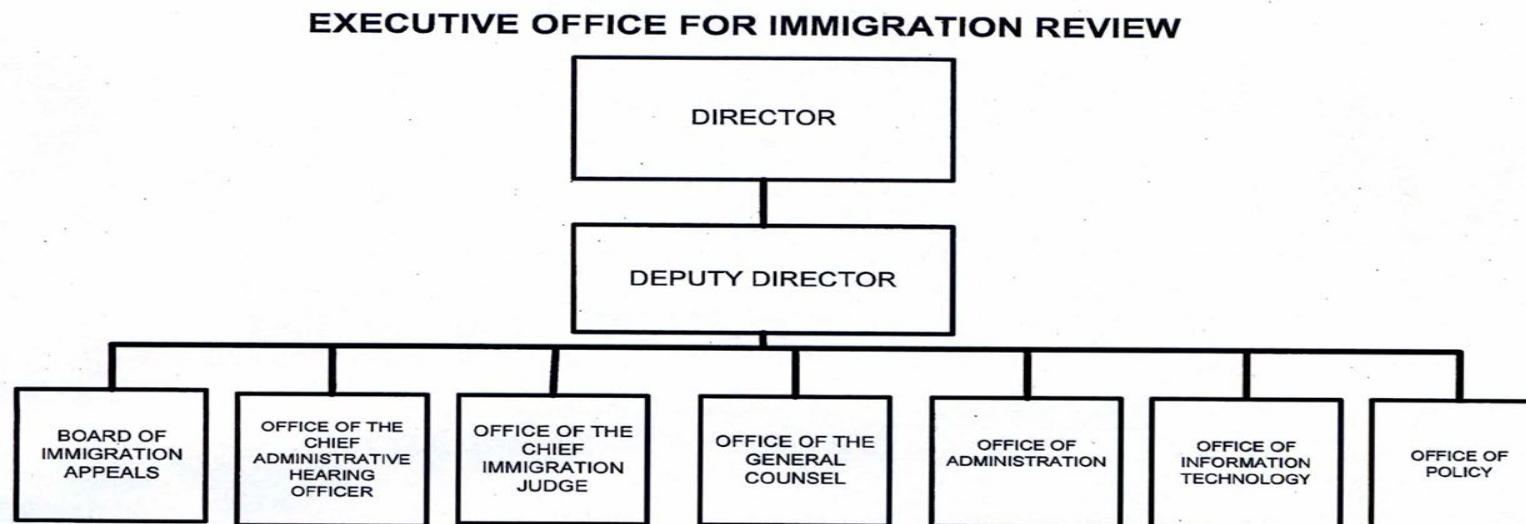 EXECUTIVE OFFICE FOR IMMIGRATION REVIEW
DIRECTOR
DEPUTY DIRECTOR
BOARD OF
IMMIGRATION
APPEALS
OFFICE OF THE
CHIEF
ADMINISTRATIVE
HEARING
OFFICER
OFFICE OF THE
CHIEF
IMMIGRATION
JUDGE
OFFICE OF THE
GENERAL
COUNSEL
OFFICE OF
ADMINISTRATION
OFFICE OF
INFORMATION
TECHNOLOGY
OFFICE OF
POLICY